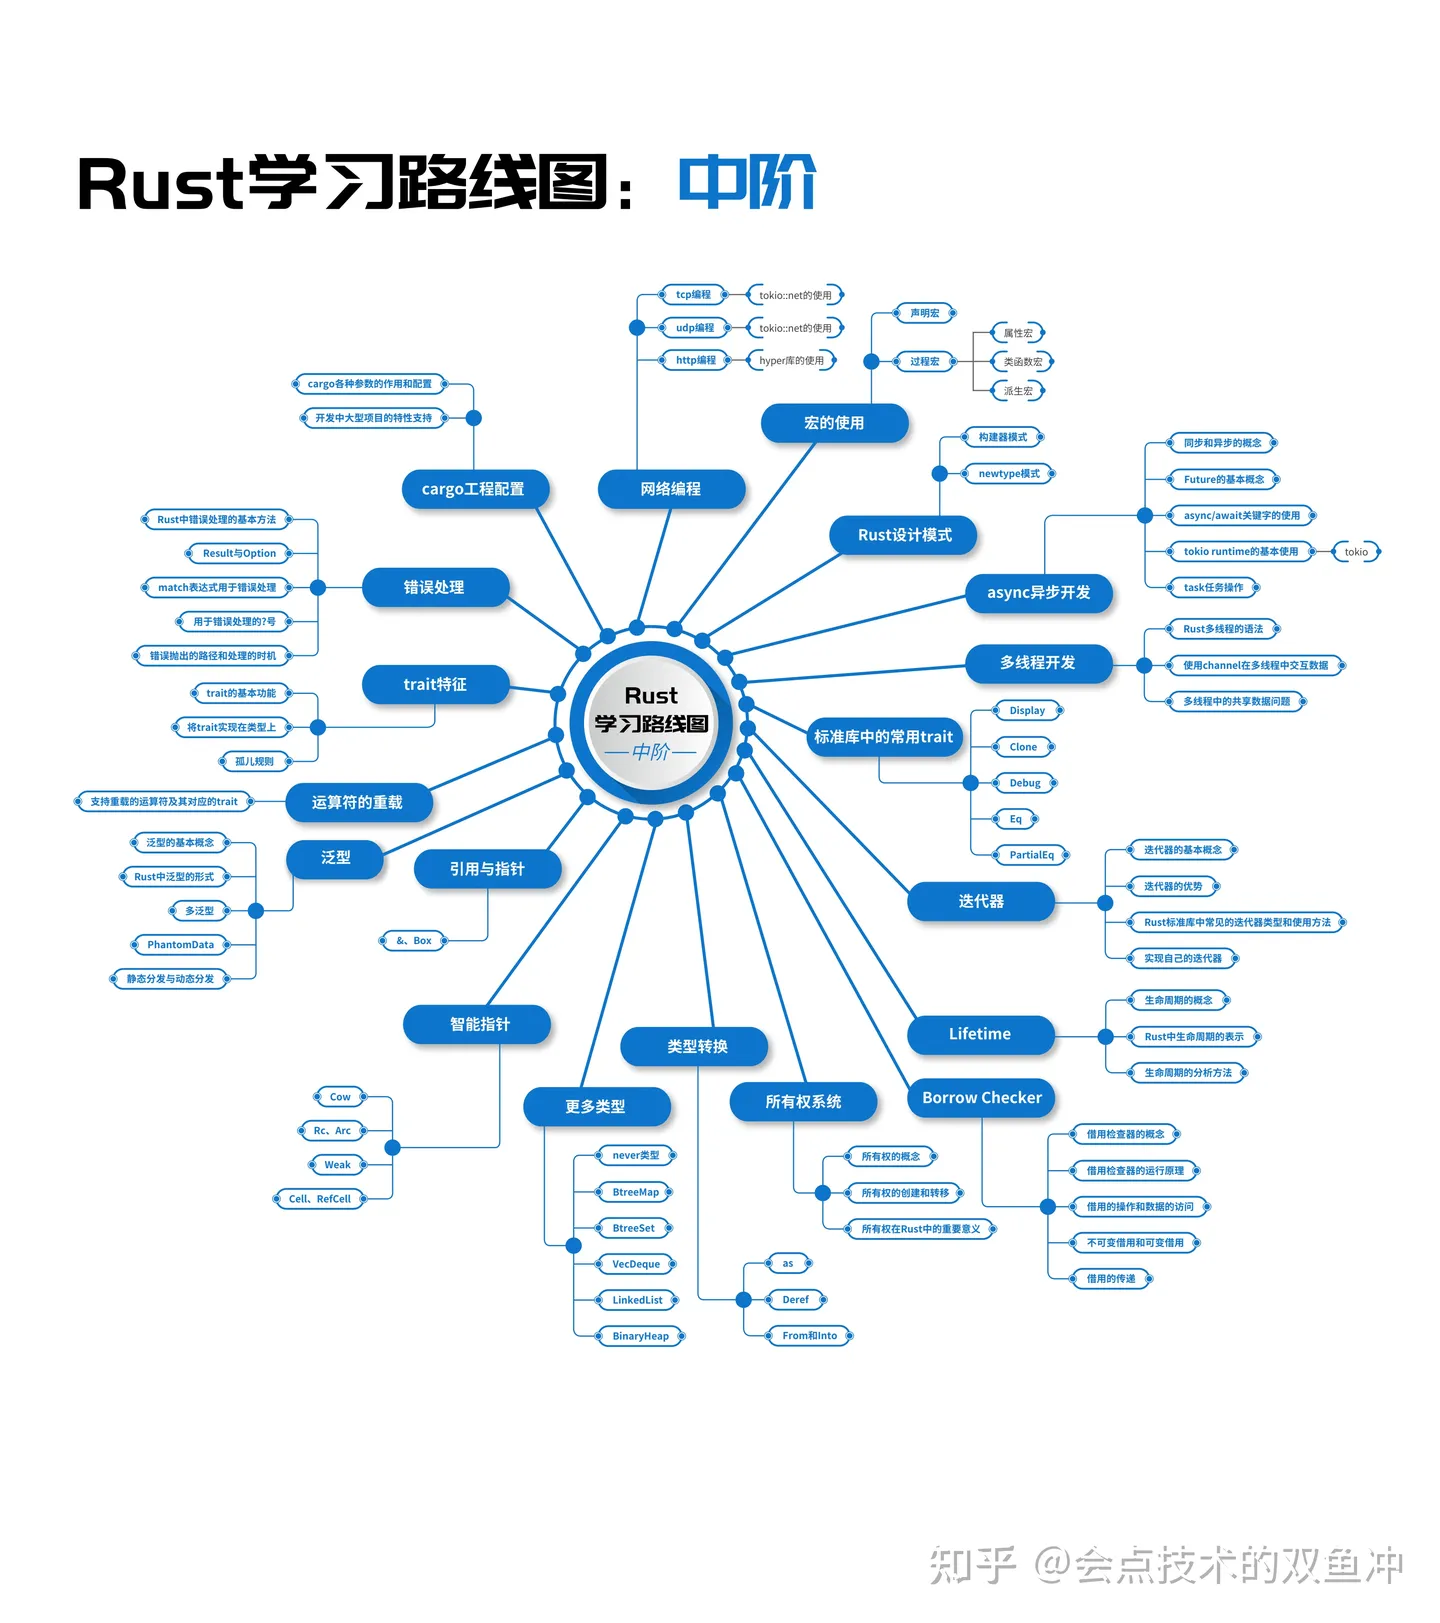 Rust学习路线图：中阶
tcp编程
tokio::net的使用
udp编程
tokio::net的使用
http编程
hyper库的使用
网络编程
声明宏
过程宏
属性宏
类函数宏
派生宏
宏的使用
构建器模式
newtype模式
Rust设计模式
同步和异步的概念
Future的基本概念
async/await关键字的使用
tokio runtime的基本使用
tokio
task任务操作
async异步开发
Rust多线程的语法
使用channel在多线程中交互数据
多线程中的共享数据问题
多线程开发
标准库中的常用trait
Display
Clone
Debug
Eq
PartialEq
迭代器
迭代器的基本概念
迭代器的优势
Rust标准库中常见的迭代器类型和使用方法
实现自己的迭代器
Lifetime
生命周期的概念
Rust中生命周期的表示
生命周期的分析方法
Borrow Checker
借用检查器的概念
借用检查器的运行原理
借用的操作和数据的访问
不可变借用和可变借用
借用的传递
所有权系统
所有权的概念
所有权的创建和转移
所有权在Rust中的重要意义
类型转换
as
Deref
From和Into
更多类型
never类型
BtreeMap
BtreeSet
VecDeque
LinkedList
BinaryHeap
智能指针
Cow
Rc、Arc
Weak
Cell、RefCell
引用与指针
&、Box
泛型
泛型的基本概念
Rust中泛型的形式
多泛型
PhantomData
静态分发与动态分发
运算符的重载
支持重载的运算符及其对应的trait
trait特征
trait的基本功能
将trait实现在类型上
孤儿规则
错误处理
Rust中错误处理的基本方法
Result与Option
match表达式用于错误处理
用于错误处理的?号
错误抛出的路径和处理的时机
cargo工程配置
cargo各种参数的作用和配置
开发中大型项目的特性支持
Rust
学习路线图
中阶
知乎 @会点技术的双鱼冲